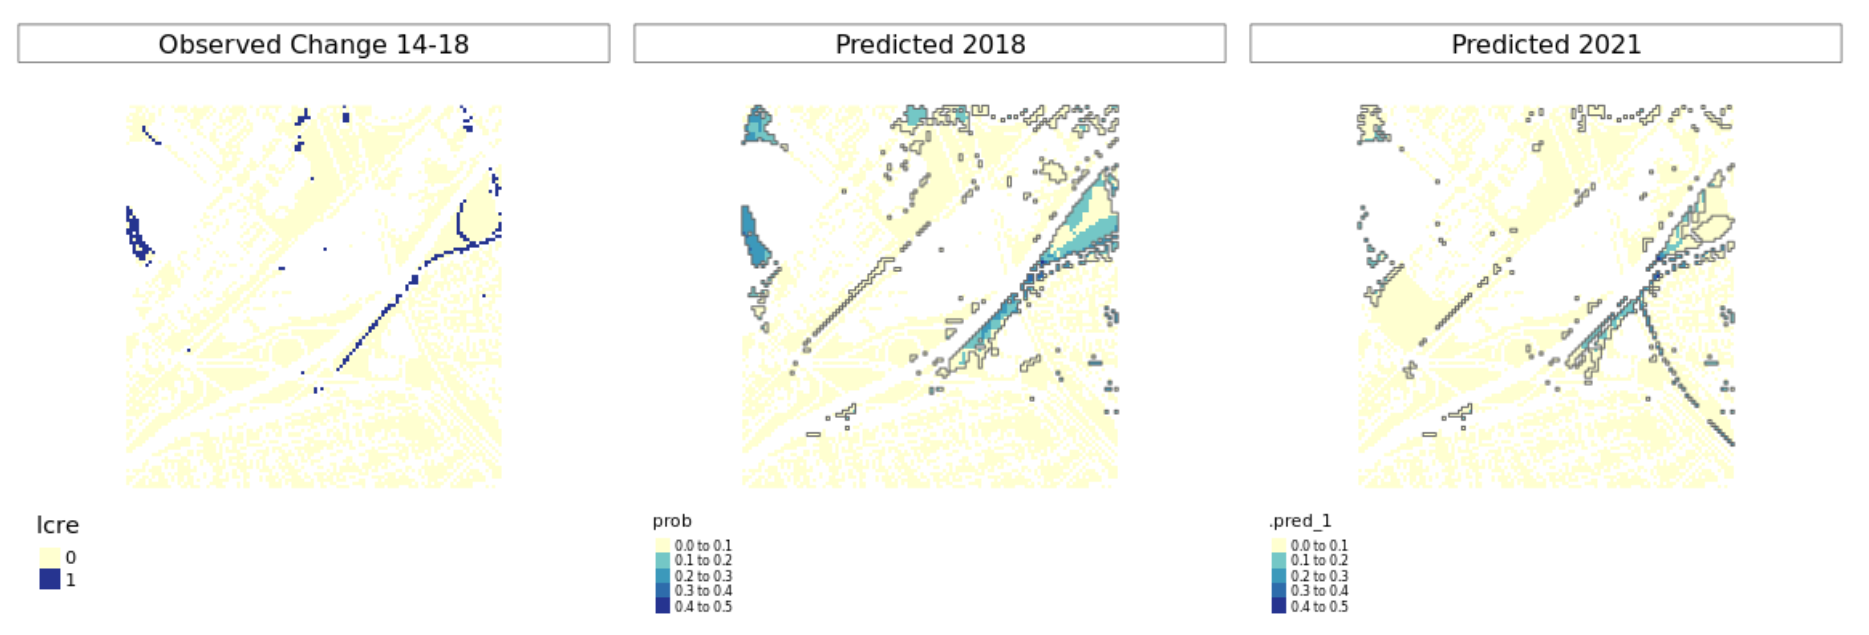 Observed Change 14-18
Predicted 2018
Predicted 2021
lcre
0
1
prob
0.0 to 0.1
0.1 to 0.2
0.2 to 0.3
0.3 to 0.4
0.4 to 0.5
.pred_1
0.0 to 0.1
0.1 to 0.2
0.2 to 0.3
0.3 to 0.4
0.4 to 0.5